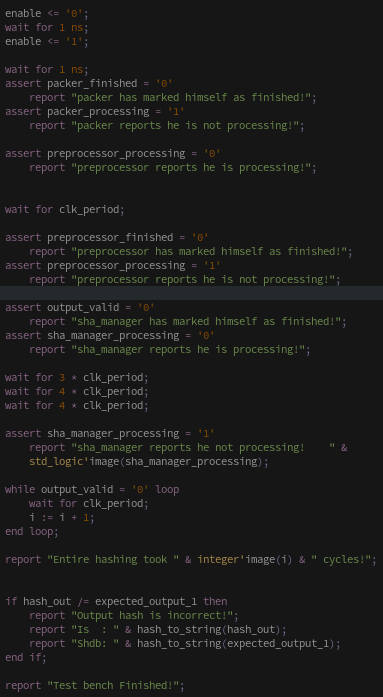 enable <= '0';
wait for 1 ns;
enable <= '1';
wait for 1 ns;
assert packer_finished = '0'
report "packer has marked himself as finished!";
assert packer_processing = '1'
report "packer reports he is not processing!";
assert preprocessor_processing = '0'
report "preprocessor reports he is processing!";
wait for clk_period;
assert preprocessor_finished = '0'
report "preprocessor has marked himself as finished!";
assert preprocessor_processing = '1'
report "preprocessor reports he is not processing!";
assert output_valid = '0'
report "sha_manager has marked himself as finished!";
assert sha_manager_processing = '0'
report "sha_manager reports he is processing!";
wait for 3 * clk_period;
wait for 4 * clk_period;
wait for 4 * clk_period;
assert sha_manager_processing = '1'
report "sha_manager reports he not processing!    " &
std_logic'image(sha_manager_processing);
while output_valid = '0' loop
wait for clk_period;
i := i + 1;
end loop;
report "Entire hashing took " & integer'image(i) & " cycles!";
if hash_out /= expected_output_1 then
report "Output hash is incorrect!";
report "Is  : " & hash_to_string(hash_out);
report "Shdb: " & hash_to_string(expected_output_1);
end if;
report "Test bench Finished!";